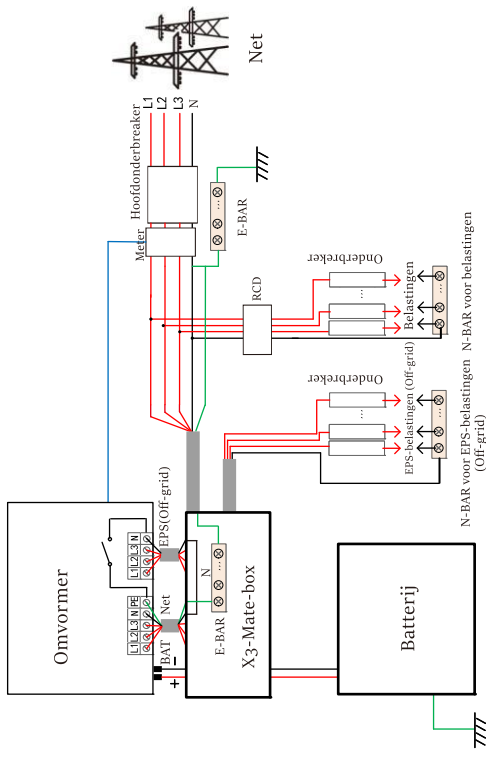 Net
Hoofdonderbreaker
L1
L2
L3
N
Meter
E-BAR
RCD
Onderbreker
...
Belastingen
N-BAR voor belastingen
Onderbreker
...
EPS-belastingen (Off-grid)
N-BAR voor EPS-belastingen
(Off-grid)
Omvormer
EPS(Off-grid)
L1 L2 L3 N
Net
L1 L2 L3 N PE
BAT
+ −
E-BAR
N
X3-Mate-box
Batterij